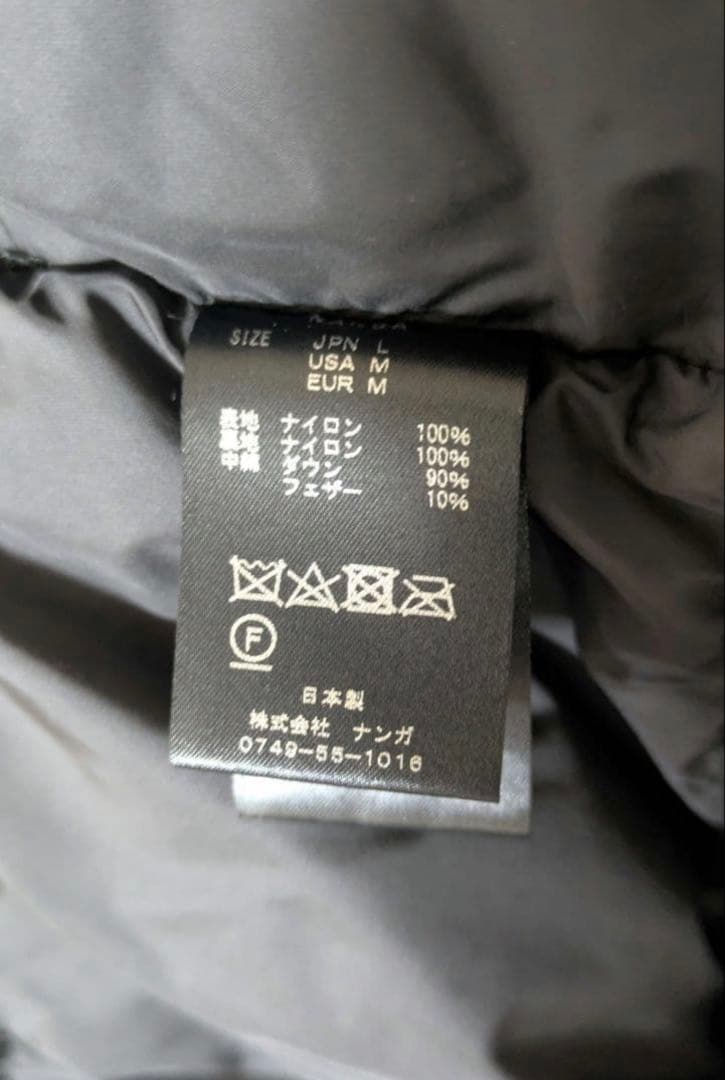 SIZE JPN L
USA M
EUR M
表地 ナイロン 100%
裏地 ナイロン 100%
中綿 ダウン 90%
フェザー 10%
F
日本製
株式会社 ナンガ
0749-55-1016